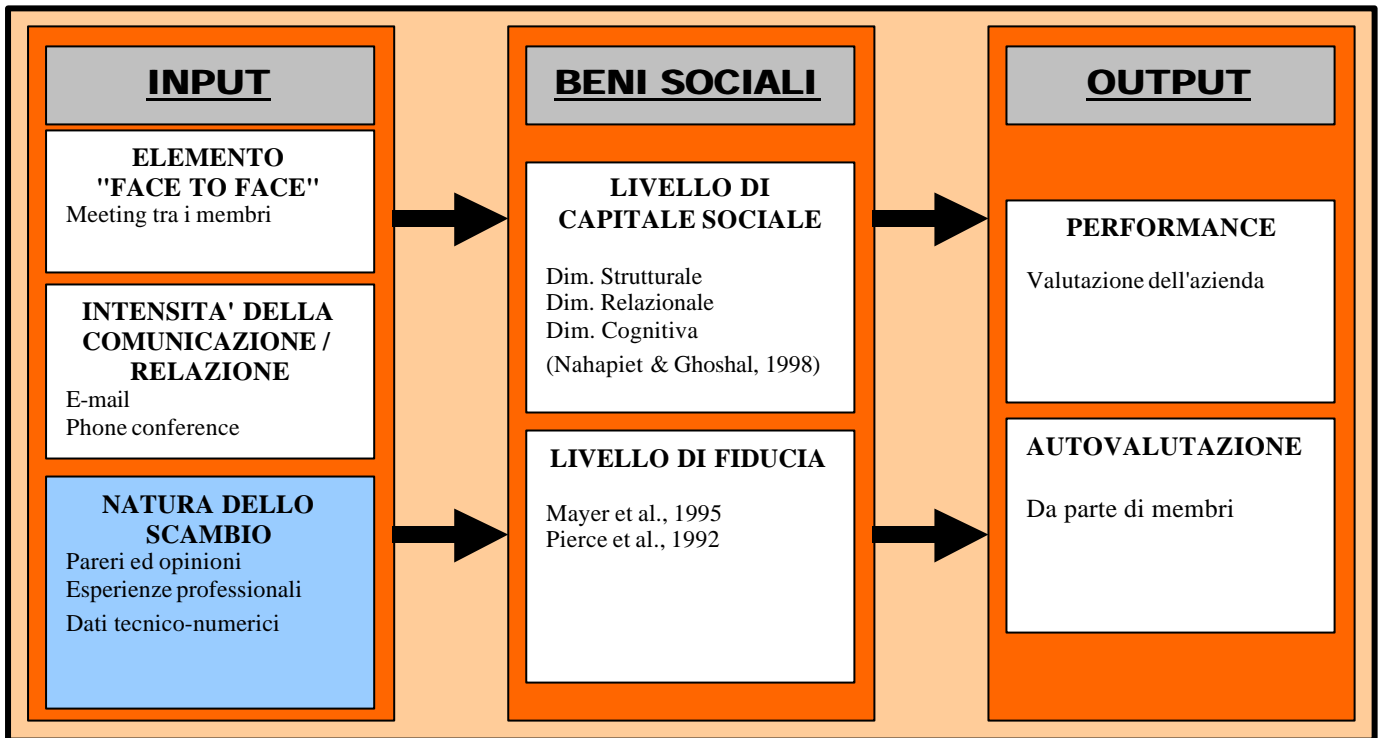 INPUT
ELEMENTO
"FACE TO FACE"
Meeting tra i membri
INTENSITA' DELLA
COMUNICAZIONE /
RELAZIONE
E-mail
Phone conference
NATURA DELLO
SCAMBIO
Pareri ed opinioni
Esperienze professionali
Dati tecnico-numerici
BENI SOCIALI
LIVELLO DI
CAPITALE SOCIALE
Dim. Strutturale
Dim. Relazionale
Dim. Cognitiva
(Nahapiet & Ghoshal, 1998)
LIVELLO DI FIDUCIA
Mayer et al., 1995
Pierce et al., 1992
OUTPUT
PERFORMANCE
Valutazione dell'azienda
AUTOVALUTAZIONE
Da parte di membri